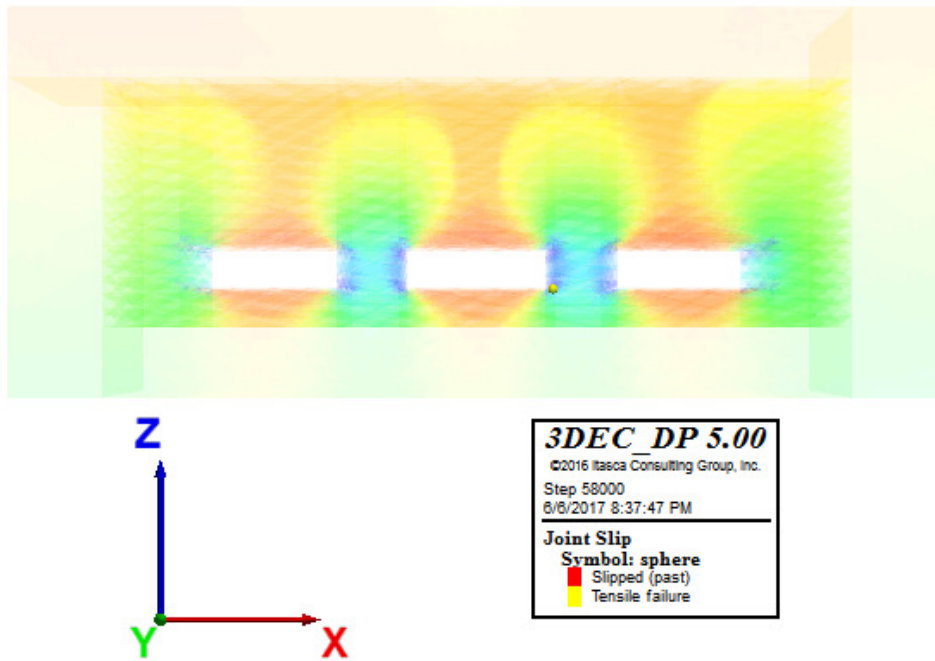 Z
Y
X
3DEC_DP 5.00
©2016 Itasca Consulting Group, Inc.
Step 58000
6/6/2017 8:37:47 PM
Joint Slip
Symbol: sphere
Slipped (past)
Tensile failure